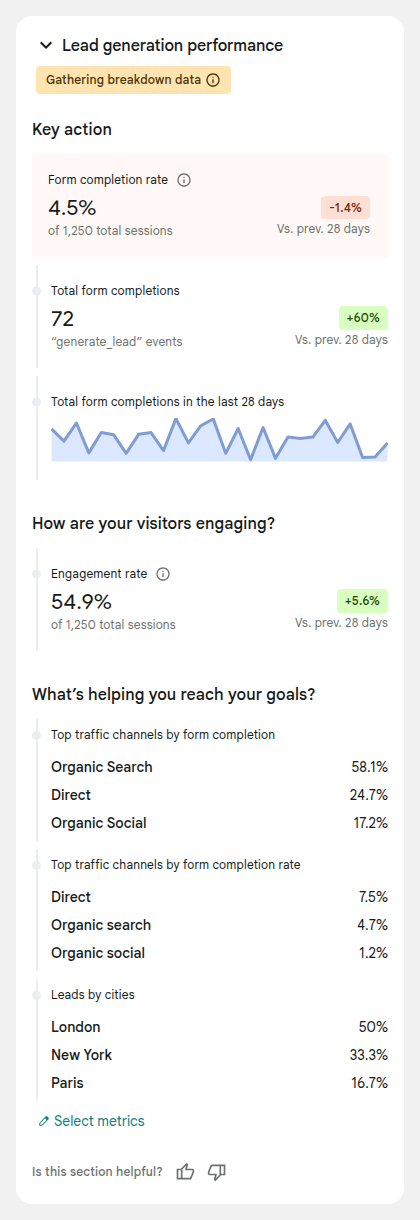 Lead generation performance
Gathering breakdown data
Key action
Form completion rate
4.5%
-1.4%
of 1,250 total sessions
Vs. prev. 28 days
Total form completions
72
+60%
“generate_lead” events
Vs. prev. 28 days
Total form completions in the last 28 days
How are your visitors engaging?
Engagement rate
54.9%
+5.6%
of 1,250 total sessions
Vs. prev. 28 days
What’s helping you reach your goals?
Top traffic channels by form completion
Organic Search 58.1%
Direct 24.7%
Organic Social 17.2%
Top traffic channels by form completion rate
Direct 7.5%
Organic search 4.7%
Organic social 1.2%
Leads by cities
London 50%
New York 33.3%
Paris 16.7%
Select metrics
Is this section helpful?